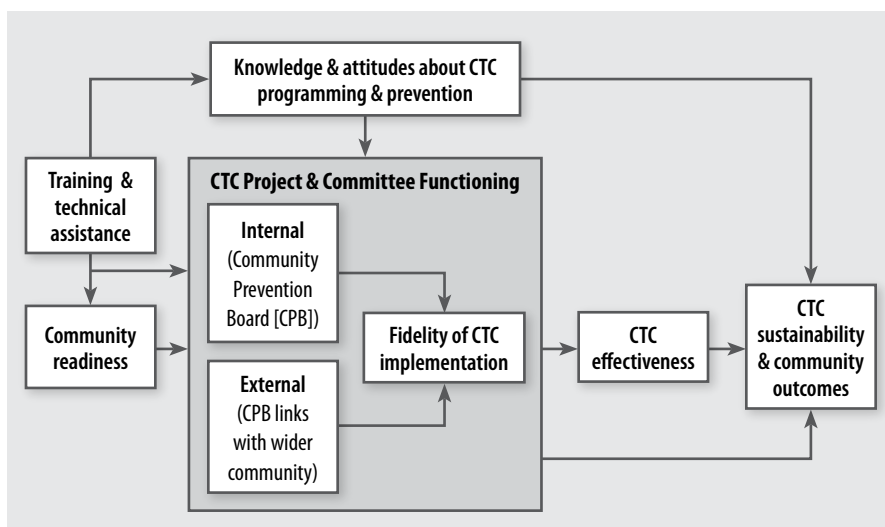 Knowledge & attitudes about CTC
programming & prevention
Training &
technical
assistance
Community
readiness
CTC Project & Committee Functioning
Internal
(Community
Prevention
Board [CPB])
External
(CPB links
with wider
community)
Fidelity of CTC
implementation
CTC
effectiveness
CTC
sustainability
& community
outcomes